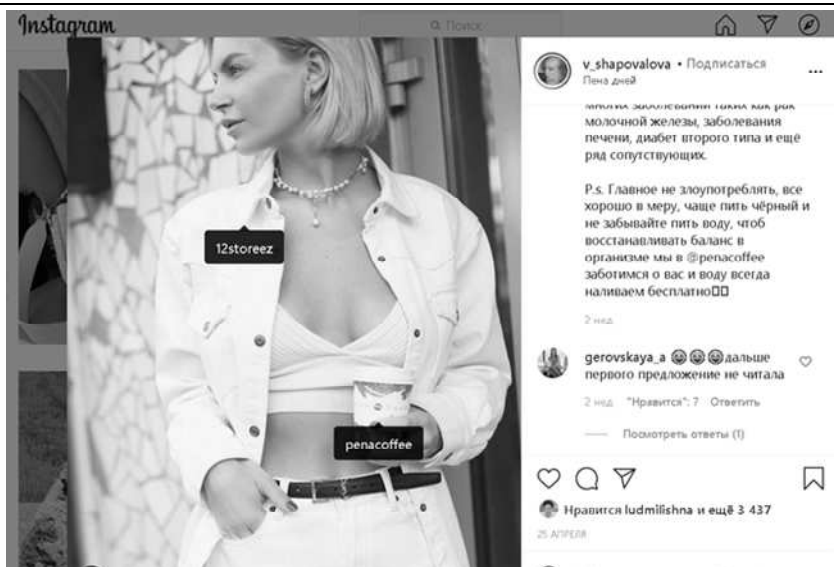 Instagram
Поиск
v_shapovalova • Подписаться
Пена дней
многих заболеваний таких как рак
молочной железы, заболевания
печени, диабет второго типа и ещё
ряд сопутствующих.
P.s. Главное не злоупотреблять, все
хорошо в меру, чаще пить чёрный и
не забывайте пить воду, чтоб
восстанавливать баланс в
организме мы в @penacoffee
заботимся о вас и воду всегда
наливаем бесплатно
2 нед.
gerovskaya_a дальше
первого предложение не читала
2 нед. "Нравится": 7 Ответить
Посмотреть ответы (1)
Нравится ludmilishna и ещё 3 437
25 АПРЕЛЯ
12storeez
penacoffee